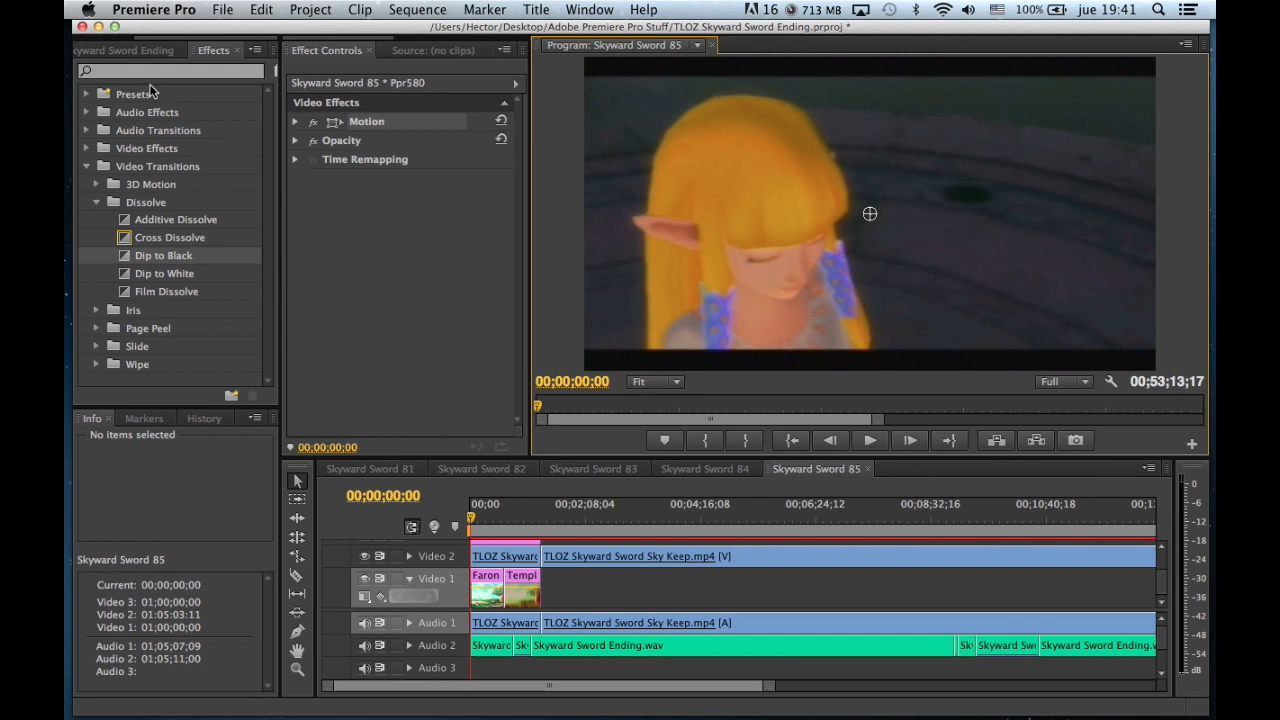 Premiere Pro File Edit Project Clip Sequence Marker Title Window Help 16 713 MB 100% jue 19:41
/Users/Hector/Desktop/Adobe Premiere Pro Stuff/TLOZ Skyward Sword Ending.prproj *
kyward Sword Ending Effects
Presets
Audio Effects
Audio Transitions
Video Effects
Video Transitions
3D Motion
Dissolve
Additive Dissolve
Cross Dissolve
Dip to Black
Dip to White
Film Dissolve
Iris
Page Peel
Slide
Wipe
Effect Controls Source: (no clips)
Skyward Sword 85 * Ppr580
Video Effects
fx Motion
fx Opacity
Time Remapping
00;00;00;00
Program: Skyward Sword 85
00;00;00;00 Fit Full 00;53;13;17
Info Markers History
No items selected
Skyward Sword 85
Current: 00;00;00;00
Video 3: 01;00;00;00
Video 2: 01:05:03:11
Video 1: 01;00;00;00
Audio 1: 01;05;07;09
Audio 2: 01;05;11;00
Audio 3:
Skyward Sword 81 Skyward Sword 82 Skyward Sword 83 Skyward Sword 84 Skyward Sword 85
00;00;00;00
00;00 00;02;08;04 00;04;16;08 00;06;24;12 00;08;32;16 00;10;40;18 00;1
Video 2 TLOZ Skyward TLOZ Skyward Sword Sky Keep.mp4 [V]
Video 1 Faron Templ
Audio 1 TLOZ Skyward TLOZ Skyward Sword Sky Keep.mp4 [A]
Audio 2 Skyward Sk Skyward Sword Ending.wav Sk Skyward Sw Skyward Sword Ending.w
Audio 3
0
-6
-12
-18
-24
-30
-36
-42
-48
-54
dB